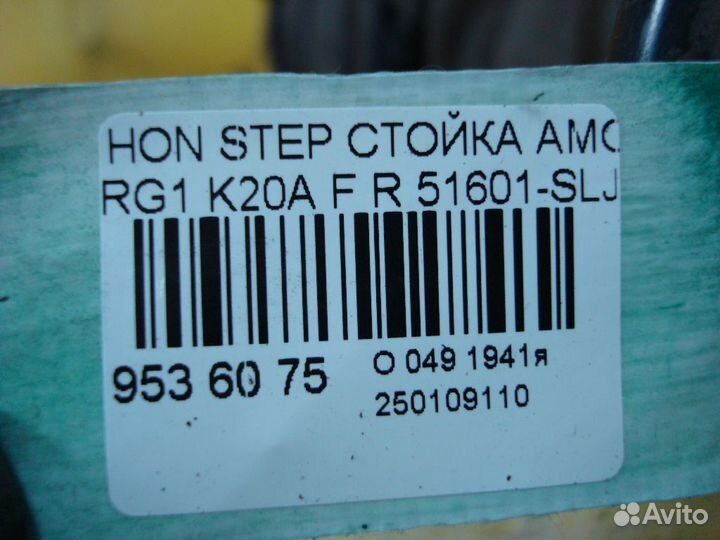 HON STEP СТОЙКА АМО
RG1 K20A F R 51601-SLJ
953 60 75
О 049 1941я
250109110
Avito